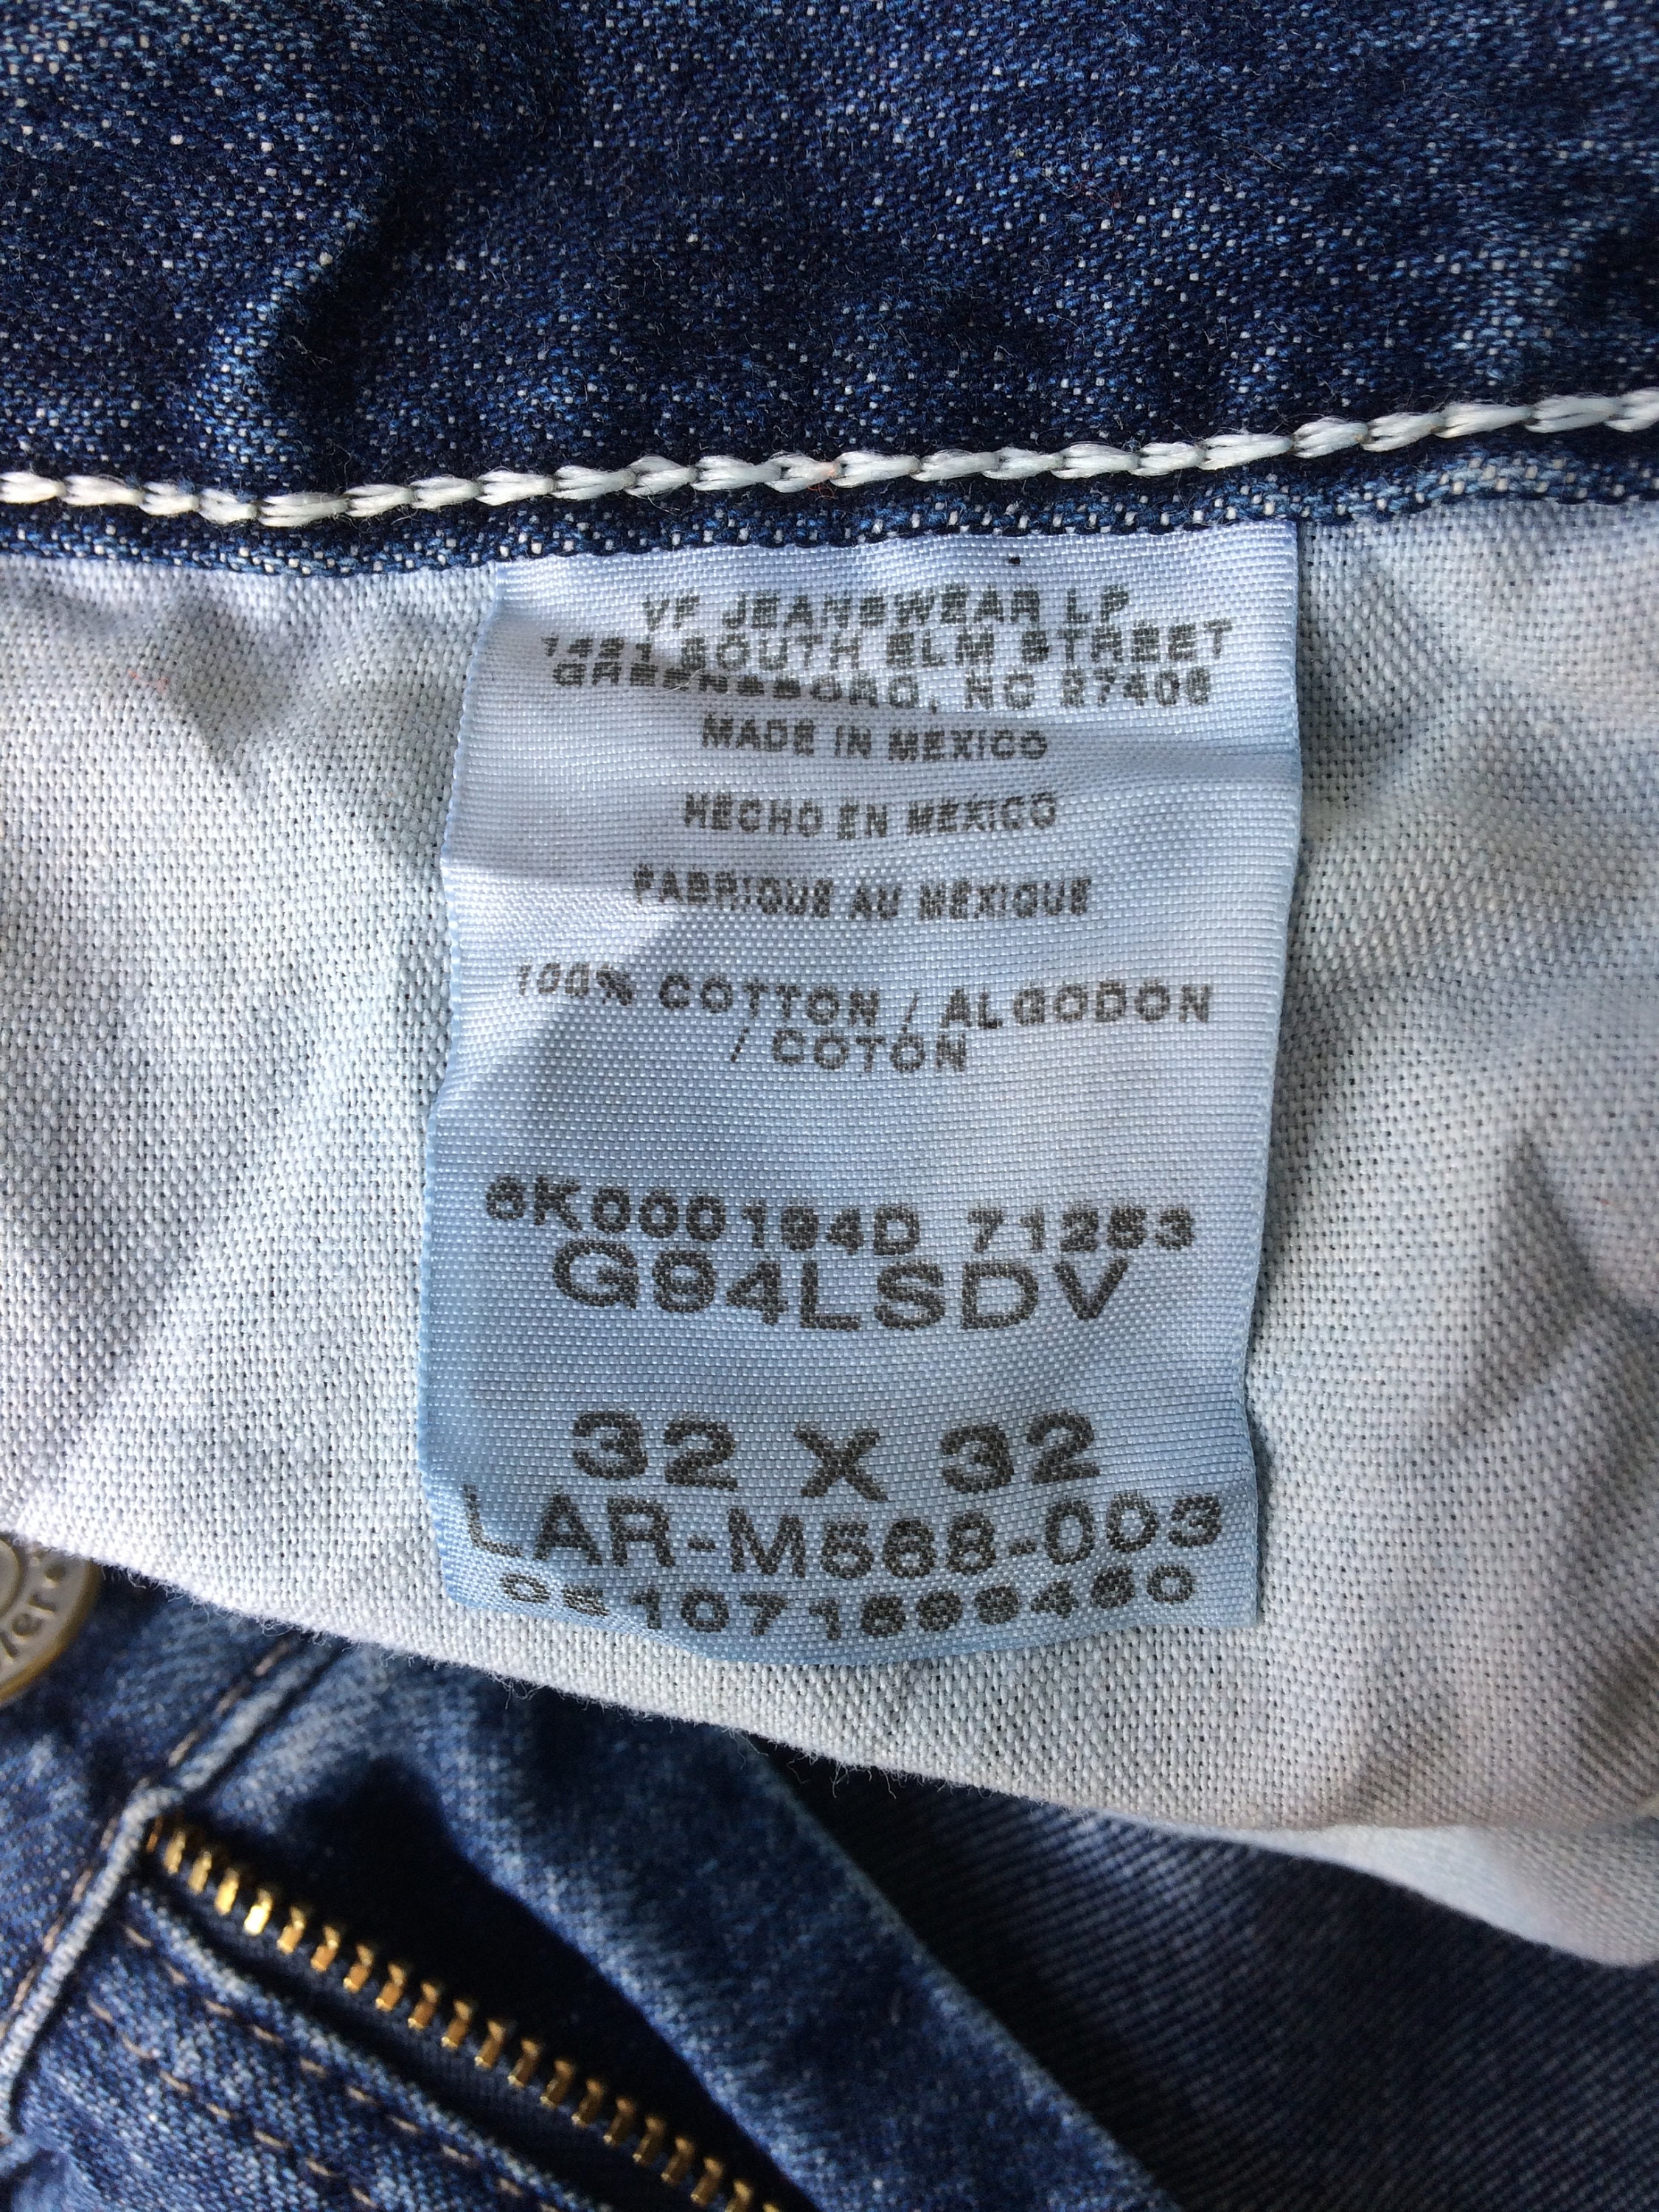 VF JEANSWEAR LP
1421 SOUTH ELM STREET
GREENSBORO, NC 27406
MADE IN MEXICO
HECHO EN MEXICO
FABRIQUE AU MEXIQUE
100% COTTON / ALGODON
/ COTON
6K000194D 71253
G94LSDV
32 X 32
LAR-M568-003